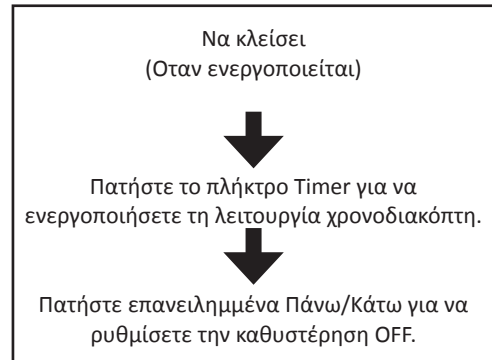 Να κλείσει
(Οταν ενεργοποιείται)
Πατήστε το πλήκτρο Timer για να
ενεργοποιήσετε τη λειτουργία χρονοδιακόπτη.
Πατήστε επανειλημμένα Πάνω/Κάτω για να
ρυθμίσετε την καθυστέρηση OFF.